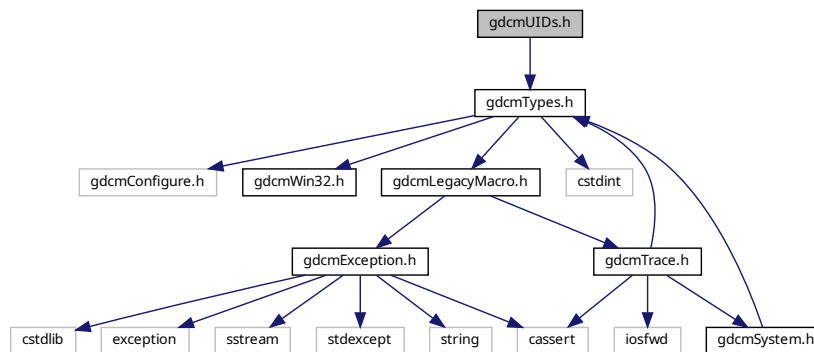 gdcmUIDs.h
gdcmTypes.h
gdcmConfigure.h
gdcmWin32.h
gdcmLegacyMacro.h
cstdint
gdcmException.h
gdcmTrace.h
cstdlib
exception
sstream
stdexcept
string
cassert
iosfwd
gdcmSystem.h